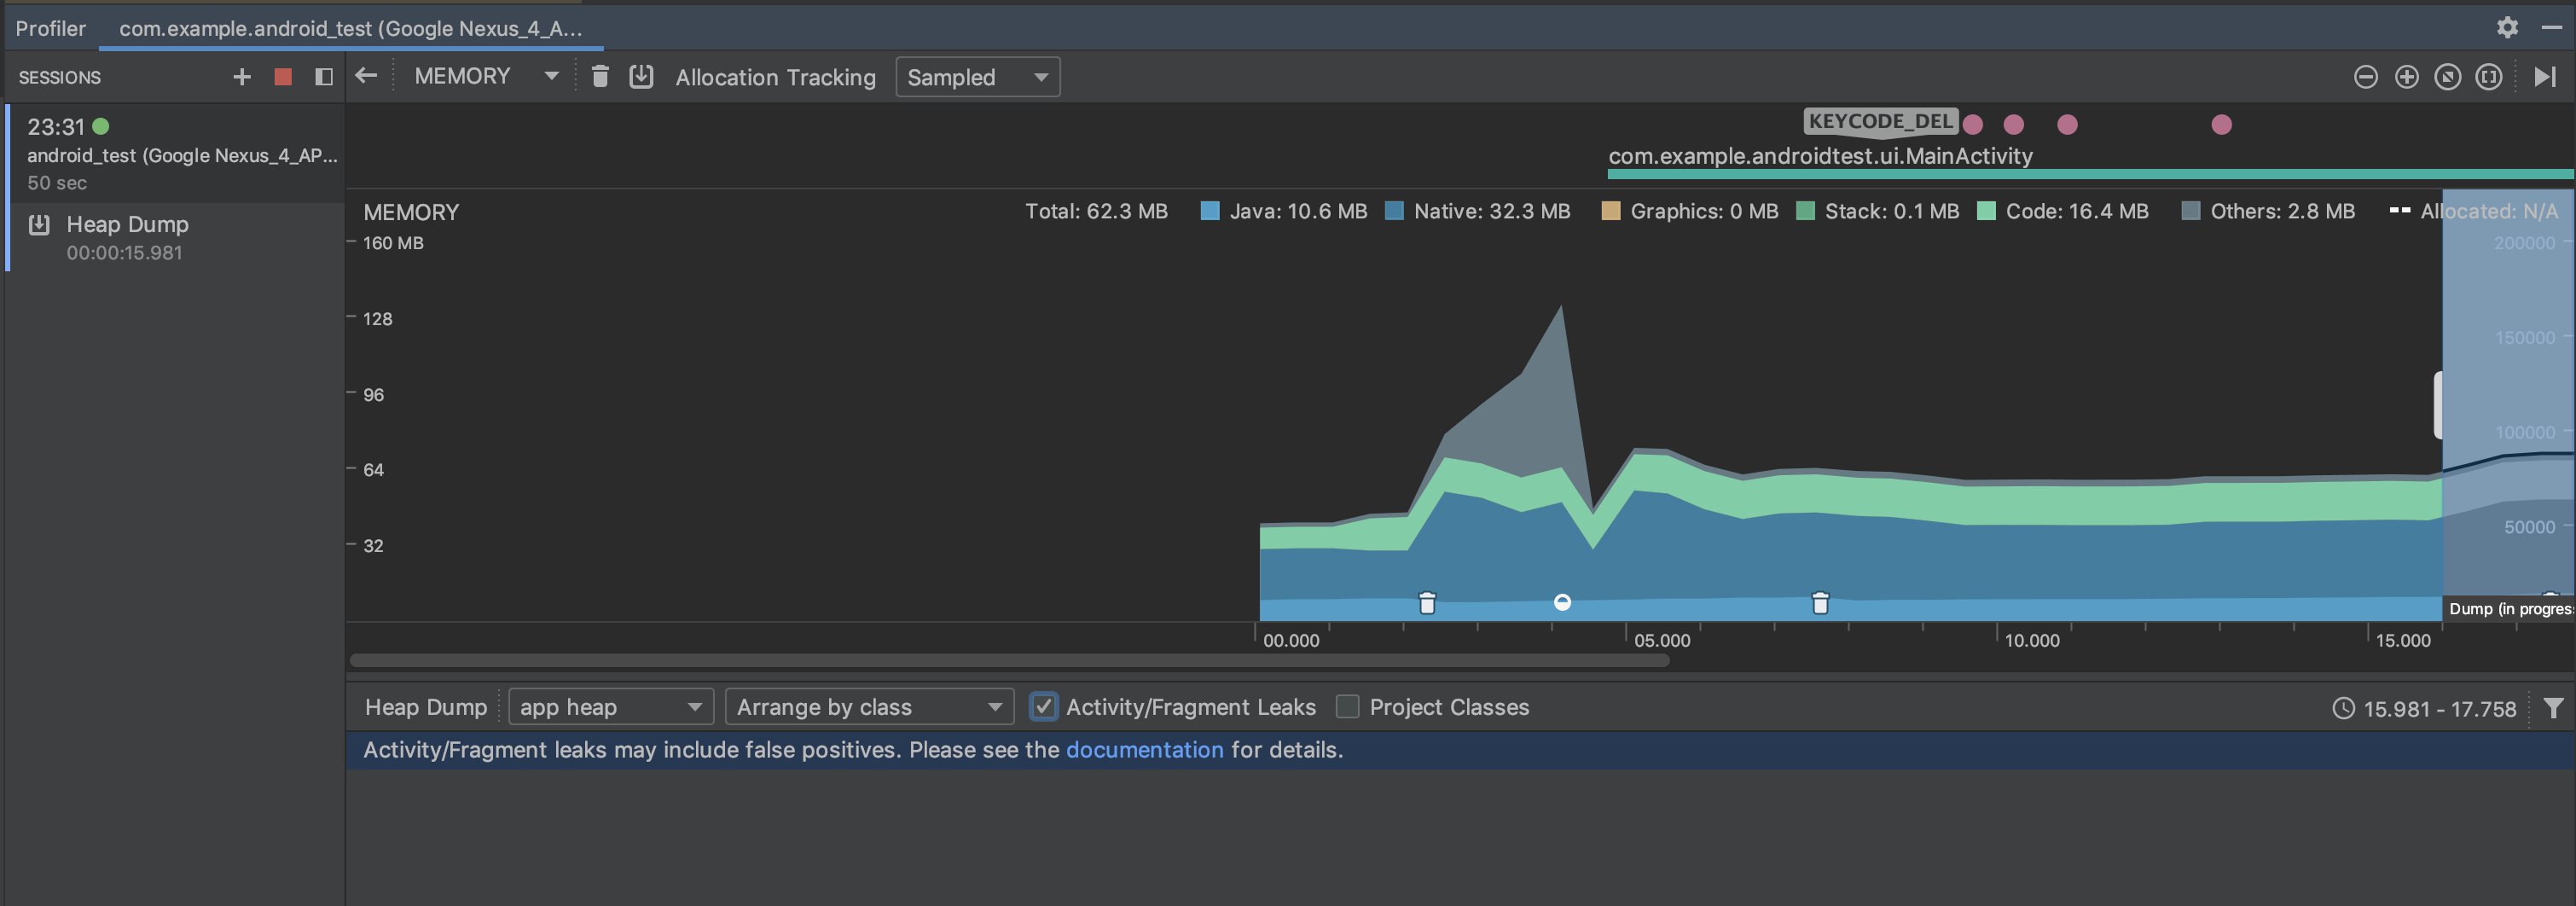 Profiler com.example.android_test (Google Nexus_4_A...
SESSIONS MEMORY Allocation Tracking Sampled
23:31
android_test (Google Nexus_4_AP...
50 sec
Heap Dump
00:00:15.981
KEYCODE_DEL
com.example.androidtest.ui.MainActivity
MEMORY Total: 62.3 MB Java: 10.6 MB Native: 32.3 MB Graphics: 0 MB Stack: 0.1 MB Code: 16.4 MB Others: 2.8 MB Allocated: N/A
160 MB 200000
128 150000
96 100000
64 50000
32
Dump (in progres
00.000 05.000 10.000 15.000
Heap Dump app heap Arrange by class Activity/Fragment Leaks Project Classes 15.981 - 17.758
Activity/Fragment leaks may include false positives. Please see the documentation for details.